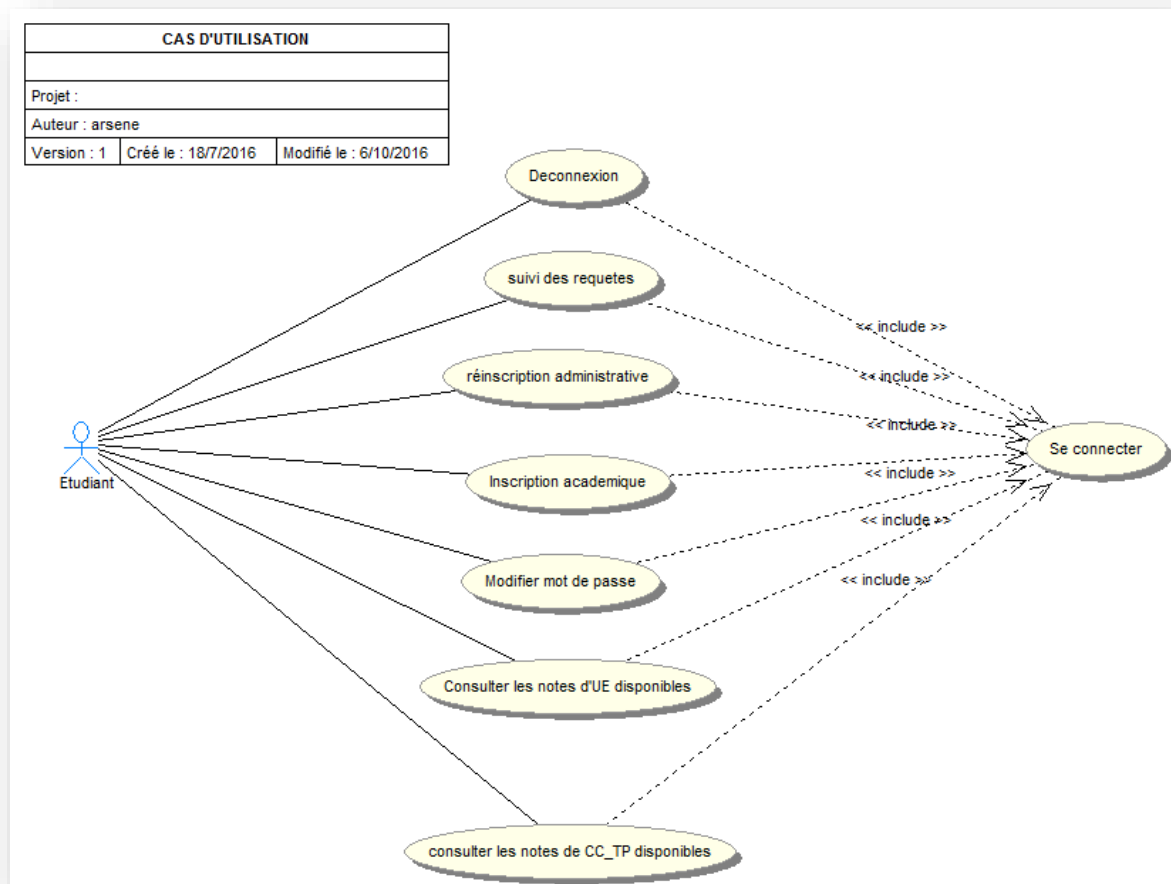 CAS D'UTILISATION
Projet :
Auteur : arsene
Version : 1 Créé le : 18/7/2016 Modifié le : 6/10/2016
Deconnexion
suivi des requetes
<< include >>
réinscription administrative
<< include >>
<< include >>
Etudiant
Inscription academique
Se connecter
<< include >>
<< include >>
Modifier mot de passe
<< include >>
Consulter les notes d'UE disponibles
consulter les notes de CC_TP disponibles